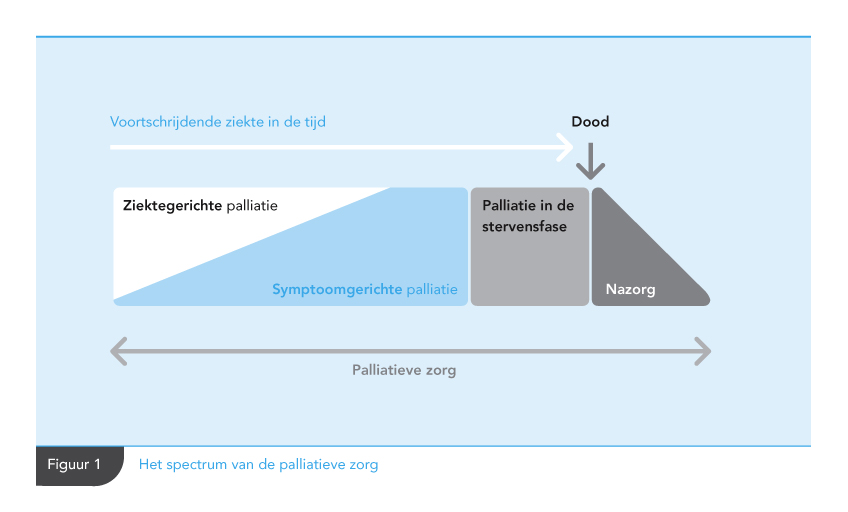 Voortschrijdende ziekte in de tijd
Dood
Ziektegerichte palliatie
Palliatie in de
stervensfase
Symptoomgerichte palliatie
Nazorg
Palliatieve zorg
Figuur 1
Het spectrum van de palliatieve zorg